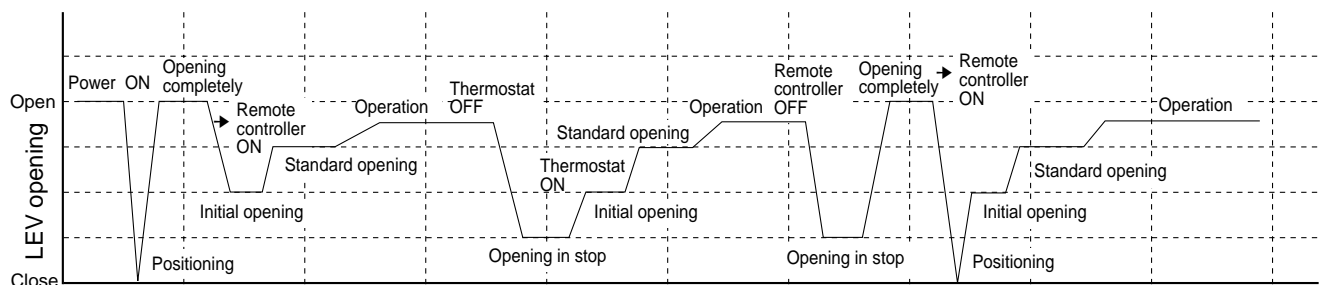 LEV opening
Open
Close
Power ON
Opening
completely
Remote
controller
ON
Positioning
Initial opening
Standard opening
Operation
Thermostat
OFF
Opening in stop
Thermostat
ON
Initial opening
Standard opening
Operation
Remote
controller
OFF
Opening in stop
Opening
completely
Remote
controller
ON
Positioning
Initial opening
Standard opening
Operation